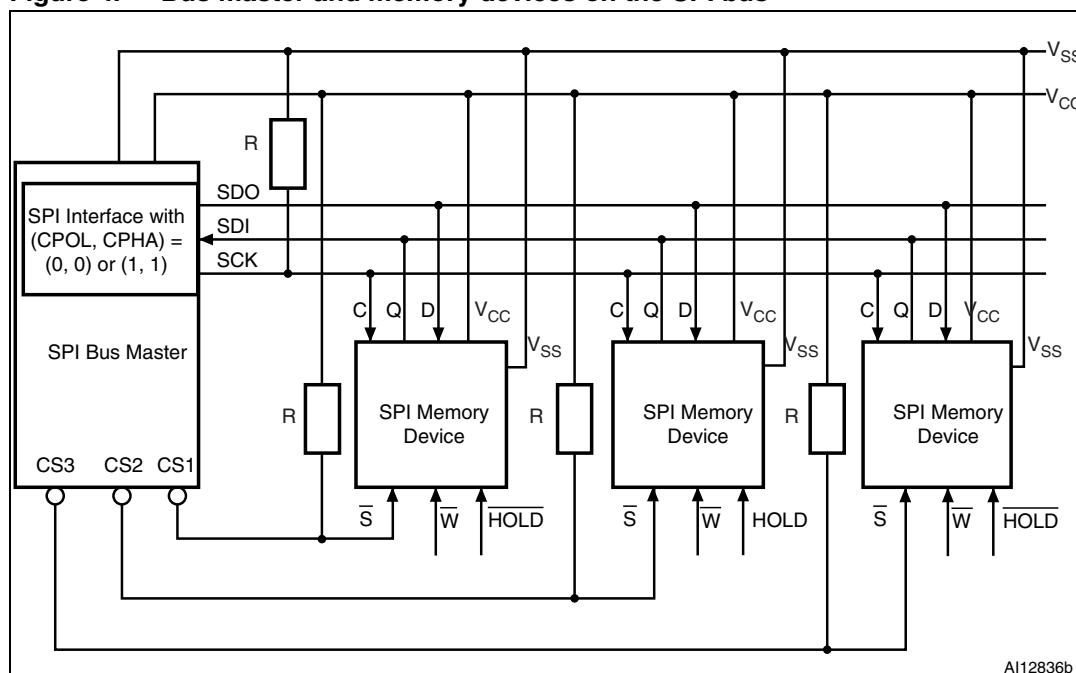 Figure 4. Bus Master and memory devices on the SPI bus
VSS
VCC
R
SDO
SPI Interface with
(CPOL, CPHA) =
(0, 0) or (1, 1)
SDI
SCK
SPI Bus Master
C Q D VCC
VSS
C Q D VCC
VSS
C Q D VCC
VSS
R
SPI Memory
Device
R
SPI Memory
Device
R
SPI Memory
Device
CS3 CS2 CS1
S̅ W̅ H̅O̅L̅D̅
S̅ W̅ HOLD
S̅ W̅ H̅O̅L̅D̅
AI12836b